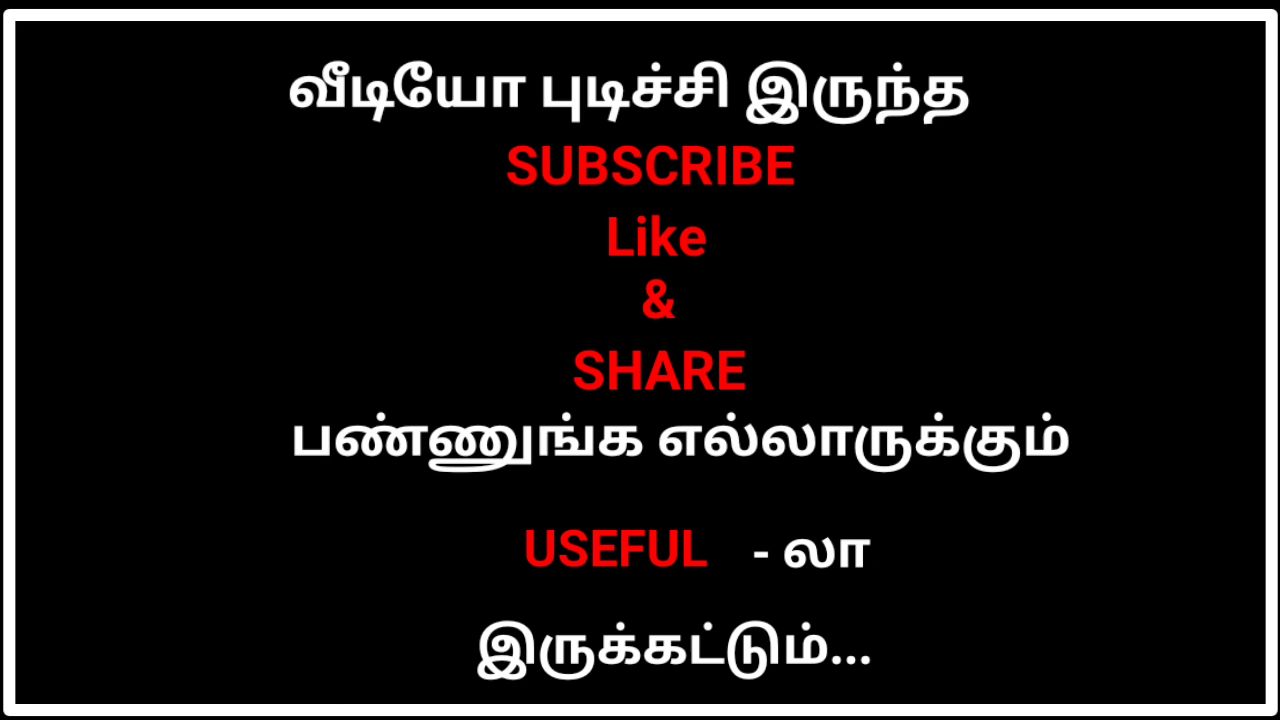 வீடியோ புடிச்சி இருந்த
SUBSCRIBE
Like
&
SHARE
பண்ணுங்க எல்லாருக்கும்
USEFUL - லா
இருக்கட்டும்...